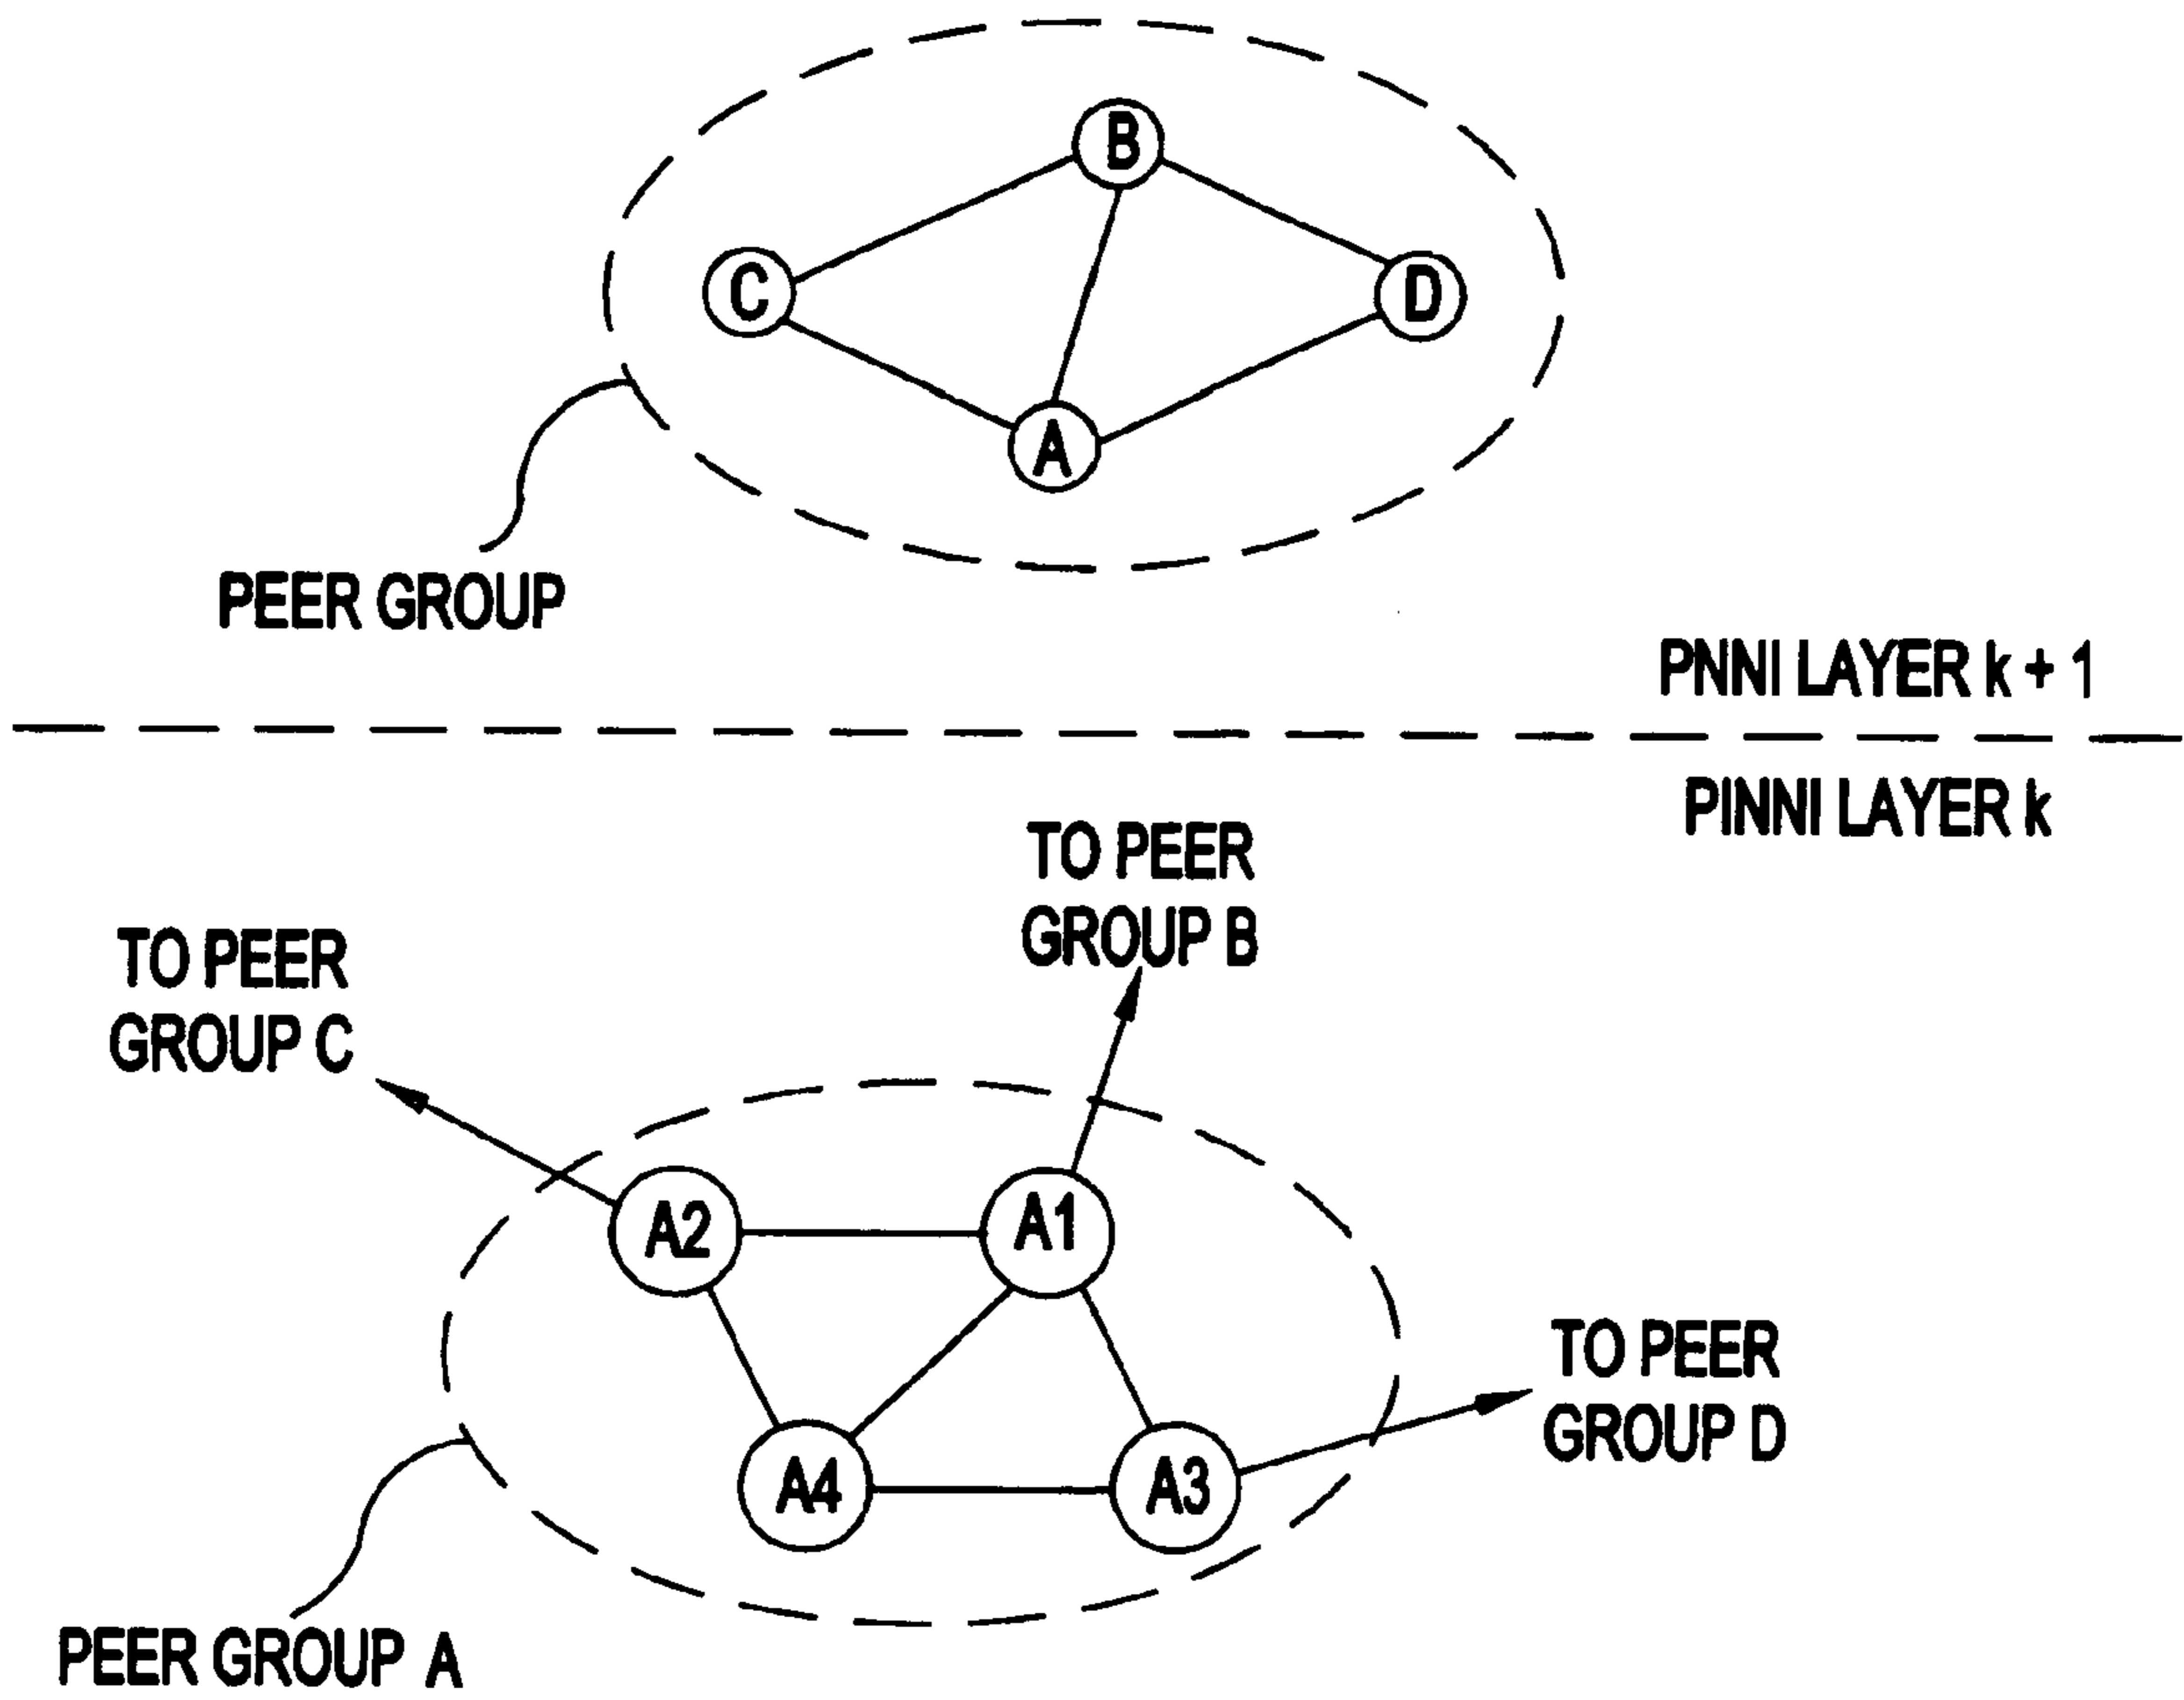 B
C
D
A
PEER GROUP
PNNI LAYER k + 1
PINNI LAYER k
TO PEER
GROUP B
TO PEER
GROUP C
A2
A1
TO PEER
GROUP D
A4
A3
PEER GROUP A